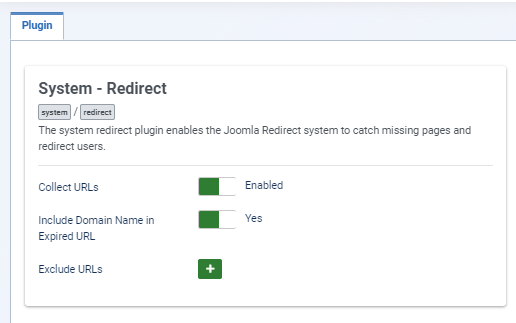 Plugin
System - Redirect
system / redirect
The system redirect plugin enables the Joomla Redirect system to catch missing pages and
redirect users.
Collect URLs
Enabled
Include Domain Name in
Expired URL
Yes
Exclude URLs
+